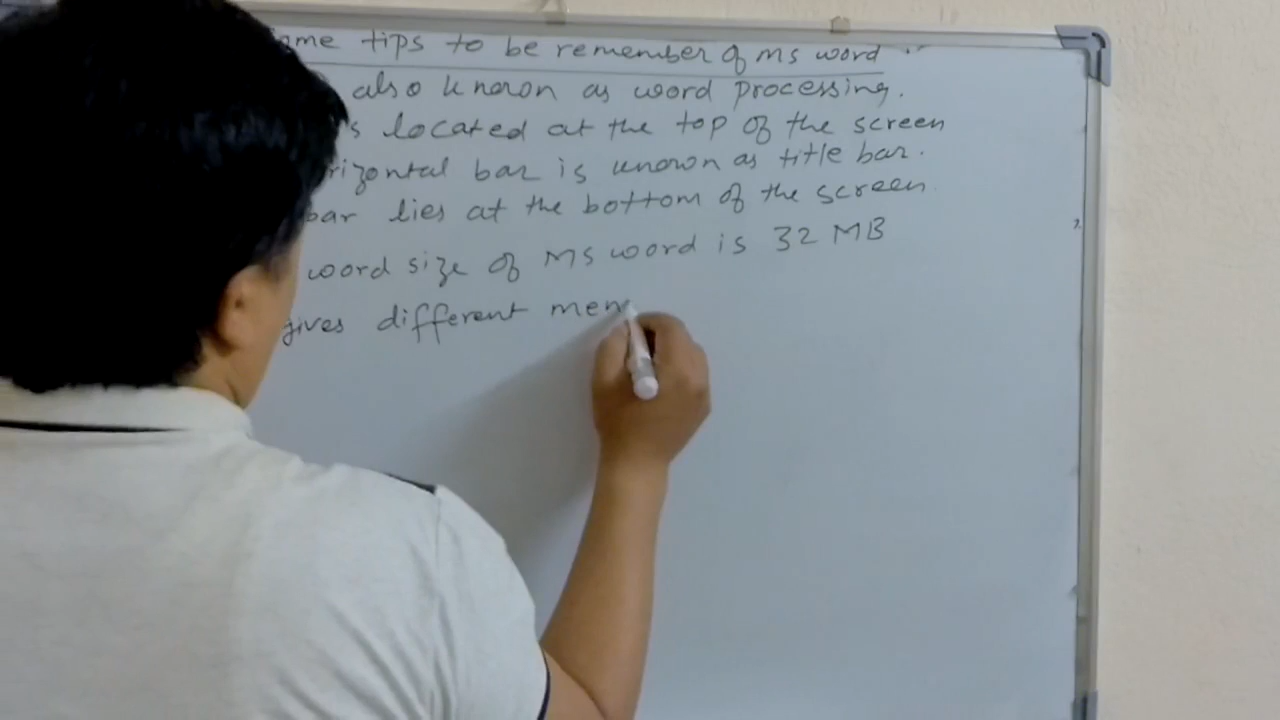 tips to be remember of ms word
also known as word processing.
located at the top of the screen
bar is known as title bar.
bar lies at the bottom of the screen.
word size of MS word is 32 MB
gives different men